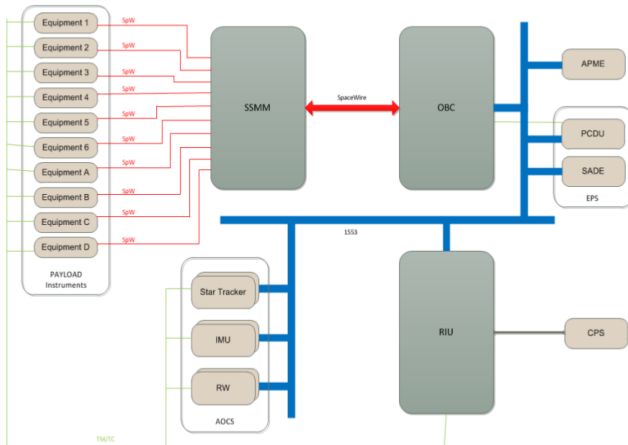 Equipment 1
SpW
Equipment 2
SpW
Equipment 3
SpW
Equipment 4
SpW
Equipment 5
SpW
Equipment 6
SpW
Equipment A
SpW
Equipment B
SpW
Equipment C
SpW
Equipment D
SpW
PAYLOAD
Instruments
SSMM
SpaceWire
OBC
APME
PCDU
SADE
EPS
1553
Star Tracker
IMU
RW
AOCS
RIU
CPS
TM/TC